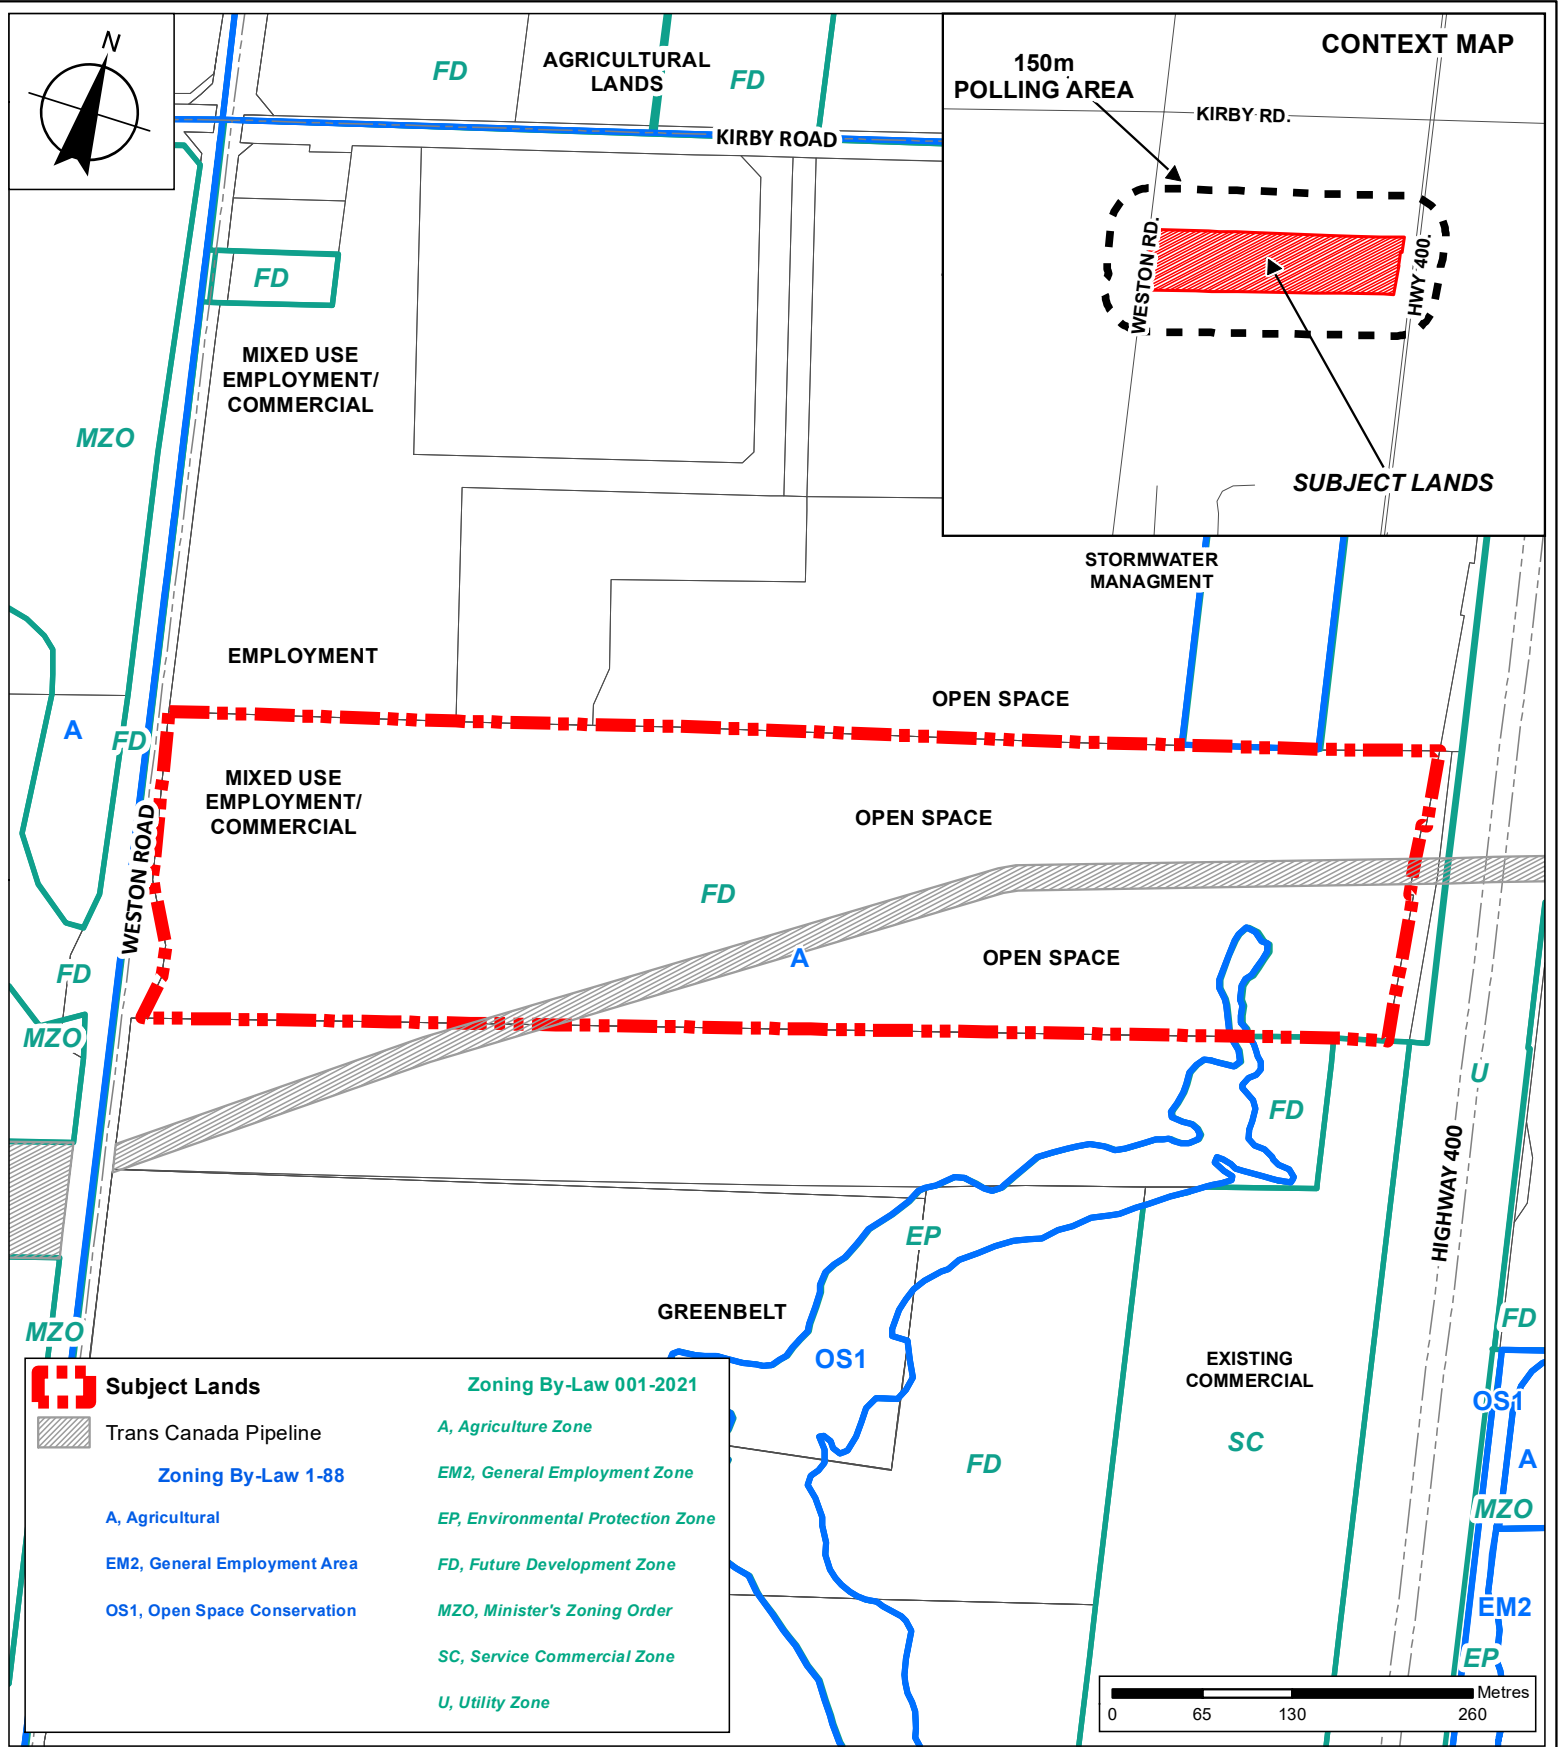 N
FD
AGRICULTURAL
LANDS
FD
KIRBY ROAD
CONTEXT MAP
150m
POLLING AREA
KIRBY RD.
WESTON RD.
HWY 400.
SUBJECT LANDS
FD
MIXED USE
EMPLOYMENT/
COMMERCIAL
MZO
STORMWATER
MANAGMENT
EMPLOYMENT
OPEN SPACE
A
FD
MIXED USE
EMPLOYMENT/
COMMERCIAL
OPEN SPACE
WESTON ROAD
FD
A
OPEN SPACE
FD
MZO
U
FD
HIGHWAY 400
EP
GREENBELT
MZO
FD
OS1
EXISTING
COMMERCIAL
OS1
SC
FD
A
MZO
EM2
EP
Subject Lands
Trans Canada Pipeline
Zoning By-Law 1-88
A, Agricultural
EM2, General Employment Area
OS1, Open Space Conservation
Zoning By-Law 001-2021
A, Agriculture Zone
EM2, General Employment Zone
EP, Environmental Protection Zone
FD, Future Development Zone
MZO, Minister's Zoning Order
SC, Service Commercial Zone
U, Utility Zone
Metres
0 65 130 260